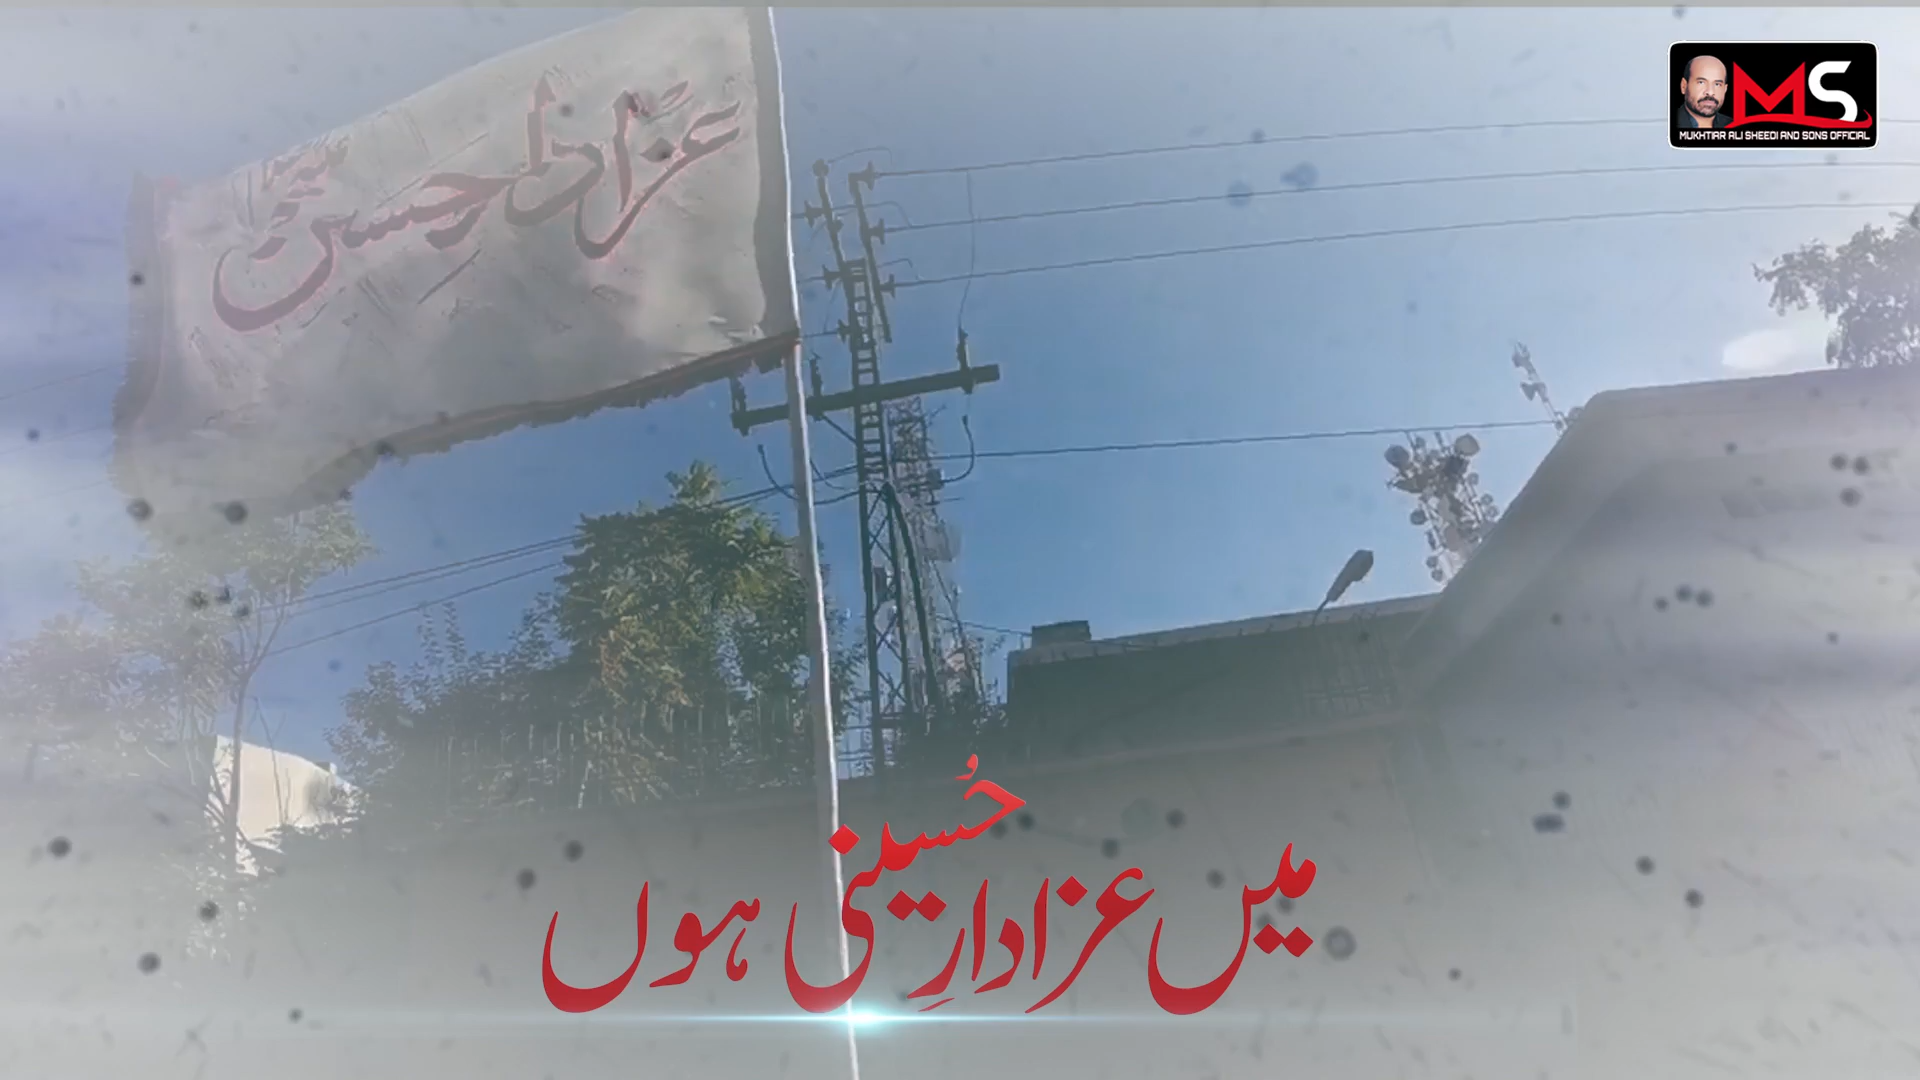 عزادار حسین
MS
MUKHTIAR ALI SHEEDI AND SONS OFFICIAL
میں عزادارِ حُسینی ہوں